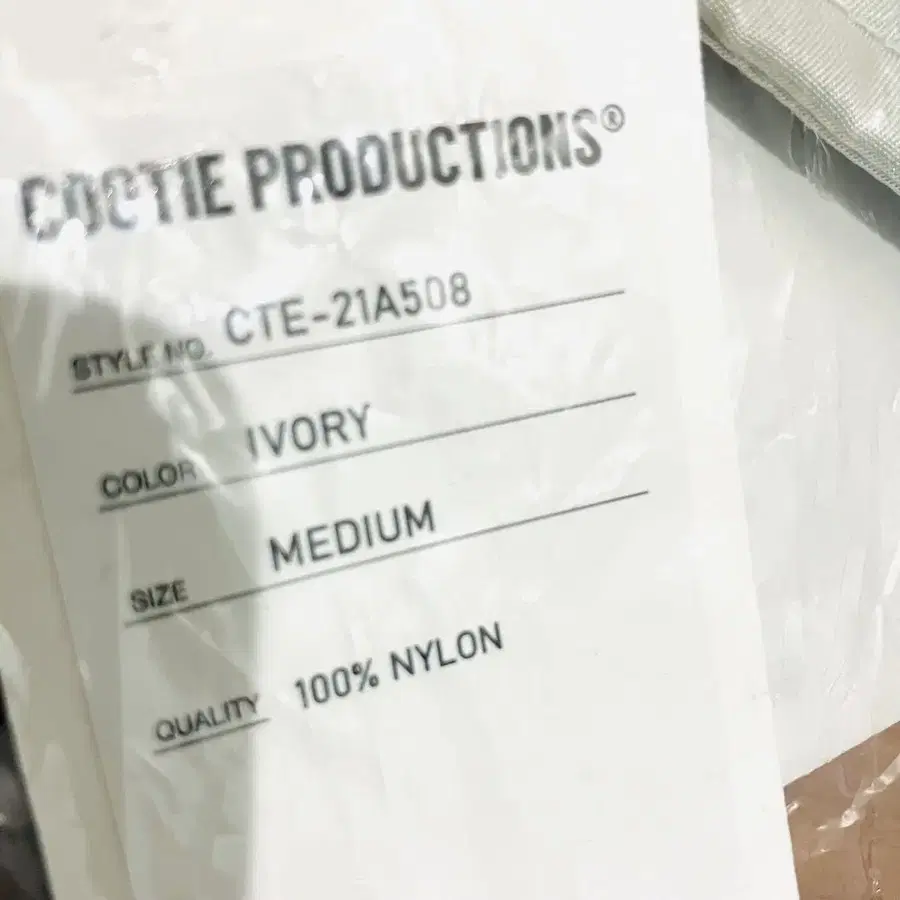 COOTIE PRODUCTIONS®
STYLE NO. CTE-21A508
COLOR IVORY
SIZE MEDIUM
QUALITY 100% NYLON